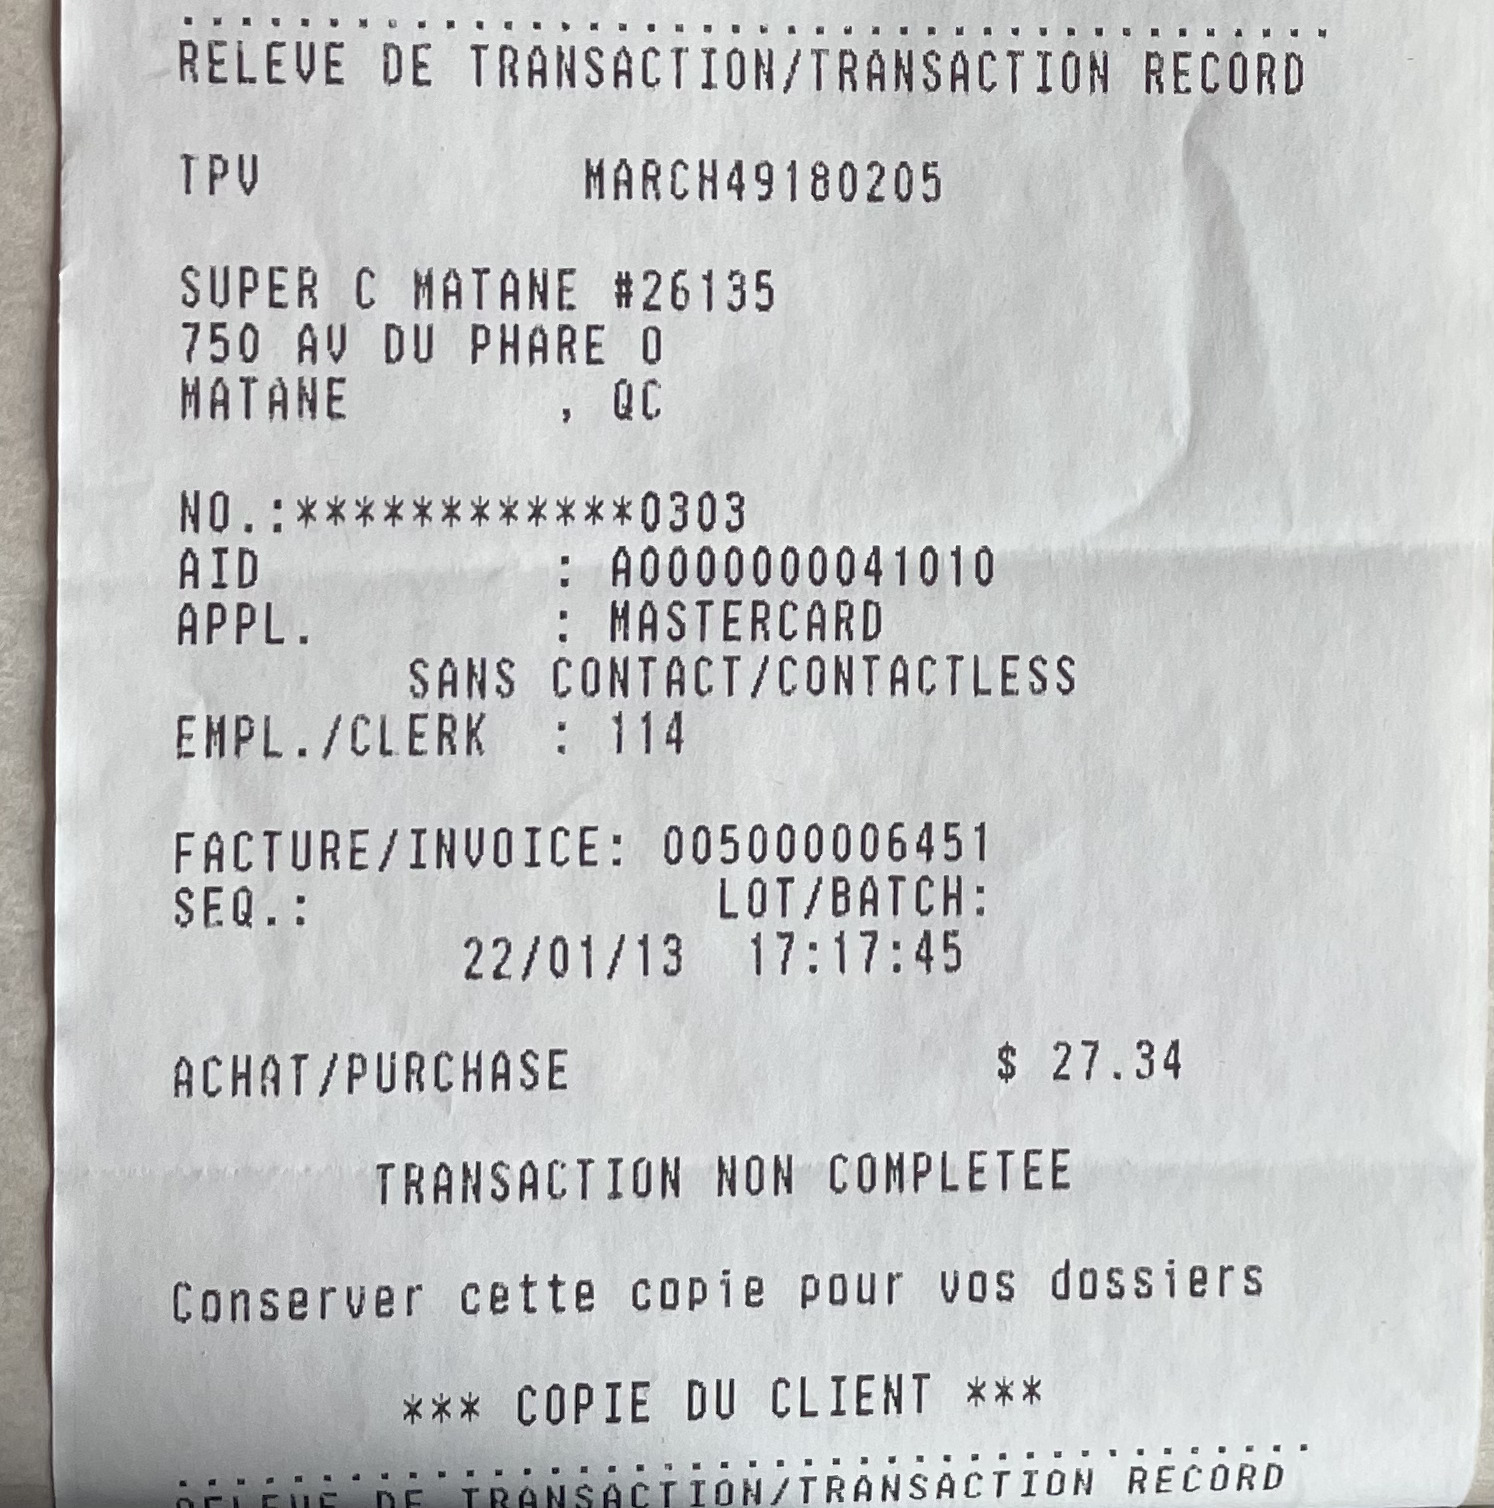 RELEVE DE TRANSACTION/TRANSACTION RECORD
TPV MARCH49180205
SUPER C MATANE #26135
750 AV DU PHARE O
MATANE , QC
NO.:************0303
AID : A0000000041010
APPL. : MASTERCARD
SANS CONTACT/CONTACTLESS
EMPL./CLERK : 114
FACTURE/INVOICE: 005000006451
SEQ.: LOT/BATCH:
22/01/13 17:17:45
ACHAT/PURCHASE $ 27.34
TRANSACTION NON COMPLETEE
Conserver cette copie pour vos dossiers
*** COPIE DU CLIENT ***
RELEVE DE TRANSACTION/TRANSACTION RECORD